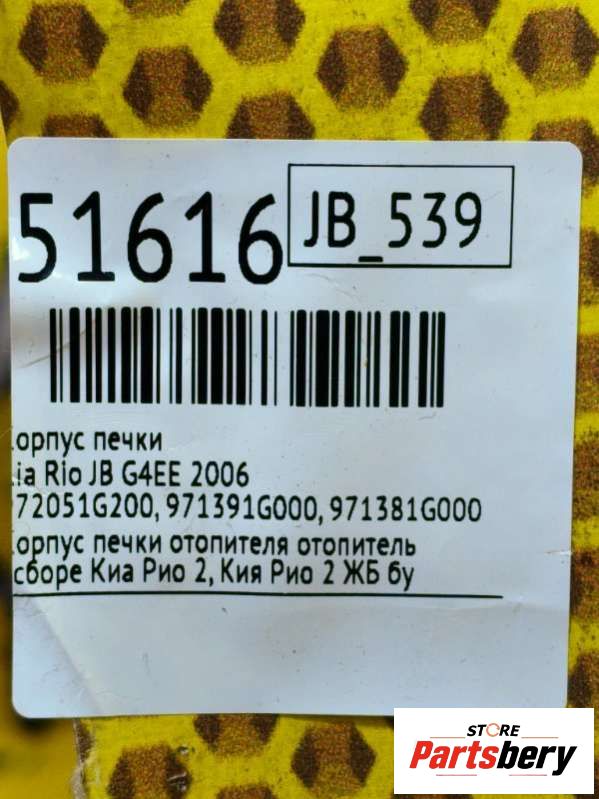 51616
JB_539
орпус печки
ia Rio JB G4EE 2006
72051G200, 971391G000, 971381G000
орпус печки отопителя отопитель
сборе Киа Рио 2, Кия Рио 2 ЖБ бу
STORE
Partsbery